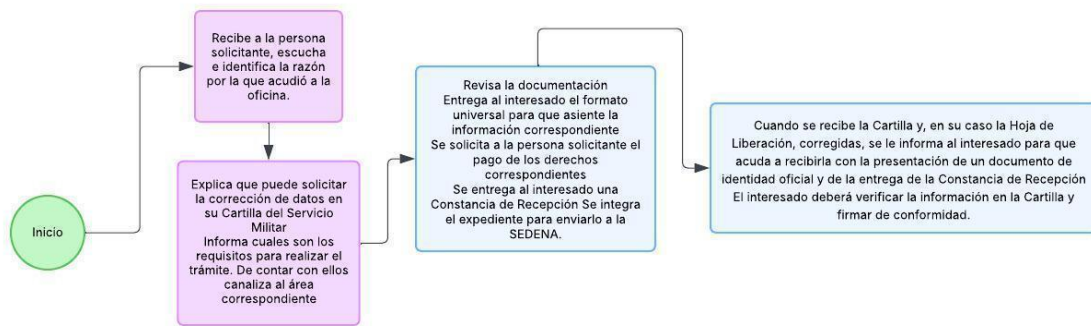 Inicio
Recibe a la persona
solicitante, escucha
e identifica la razón
por la que acudió a la
oficina.
Explica que puede solicitar
la corrección de datos en
su Cartilla del Servicio
Militar
Informa cuales son los
requisitos para realizar el
trámite. De contar con ellos
canaliza al área
correspondiente
Revisa la documentación
Entrega al interesado el formato
universal para que asiente la
información correspondiente
Se solicita a la persona solicitante el
pago de los derechos
correspondientes
Se entrega al interesado una
Constancia de Recepción Se integra
el expediente para enviarlo a la
SEDENA.
Cuando se recibe la Cartilla y, en su caso la Hoja de
Liberación, corregidas, se le informa al interesado para que
acuda a recibirla con la presentación de un documento de
identidad oficial y de la entrega de la Constancia de Recepción
El interesado deberá verificar la información en la Cartilla y
firmar de conformidad.